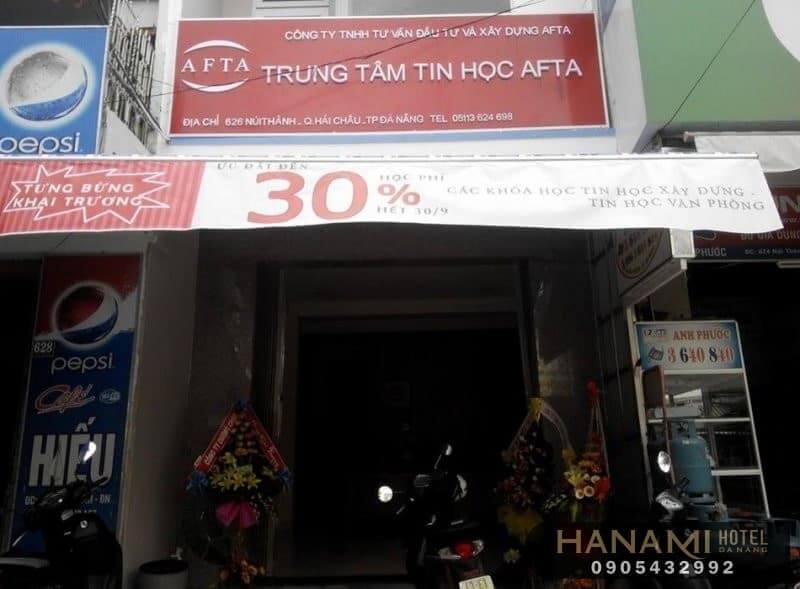 CÔNG TY TNHH TƯ VẤN ĐẦU TƯ VÀ XÂY DỰNG AFTA
AFTA
TRUNG TÂM TIN HỌC AFTA
ĐỊA CHỈ 626 NÚI THÀNH - Q.HẢI CHÂU - TP ĐÀ NẴNG TEL 05113 624 698
pepsi
TƯNG BỪNG
KHAI TRƯƠNG
ƯU ĐÃI ĐẾN
30%
HỌC PHÍ
HẾT 30/9
CÁC KHÓA HỌC TIN HỌC XÂY DỰNG -
TIN HỌC VĂN PHÒNG
PHƯỚC
628
pepsi
Café
HIẾU
ANH PHƯỚC
3 640 840
HANAMI HOTEL
DA NANG
0905432992